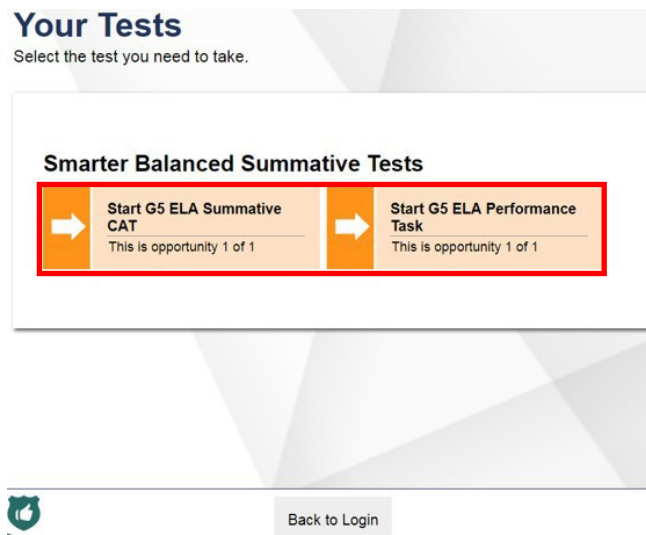 Your Tests
Select the test you need to take.
Smarter Balanced Summative Tests
Start G5 ELA Summative
CAT
This is opportunity 1 of 1
Start G5 ELA Performance
Task
This is opportunity 1 of 1
Back to Login